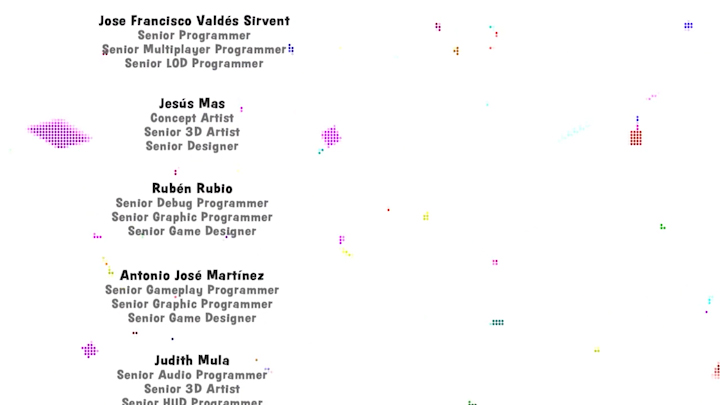 Jose Francisco Valdés Sirvent
Senior Programmer
Senior Multiplayer Programmer
Senior LOD Programmer
Jesús Mas
Concept Artist
Senior 3D Artist
Senior Designer
Rubén Rubio
Senior Debug Programmer
Senior Graphic Programmer
Senior Game Designer
Antonio José Martínez
Senior Gameplay Programmer
Senior Graphic Programmer
Senior Game Designer
Judith Mula
Senior Audio Programmer
Senior 3D Artist
Senior HUD Programmer